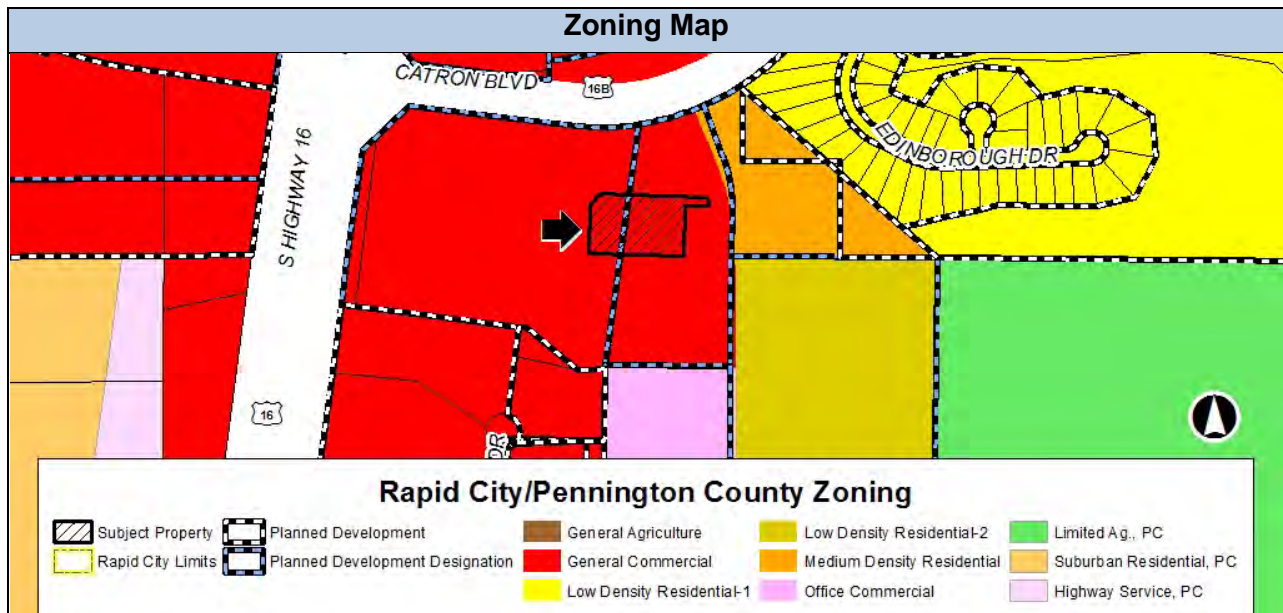 Zoning Map
CATRON BLVD
16B
S HIGHWAY 16
EDINBOROUGH DR
16
DR
Rapid City/Pennington County Zoning
Subject Property
Planned Development
General Agriculture
Low Density Residential-2
Limited Ag., PC
Rapid City Limits
Planned Development Designation
General Commercial
Medium Density Residential
Suburban Residential, PC
Low Density Residential-1
Office Commercial
Highway Service, PC